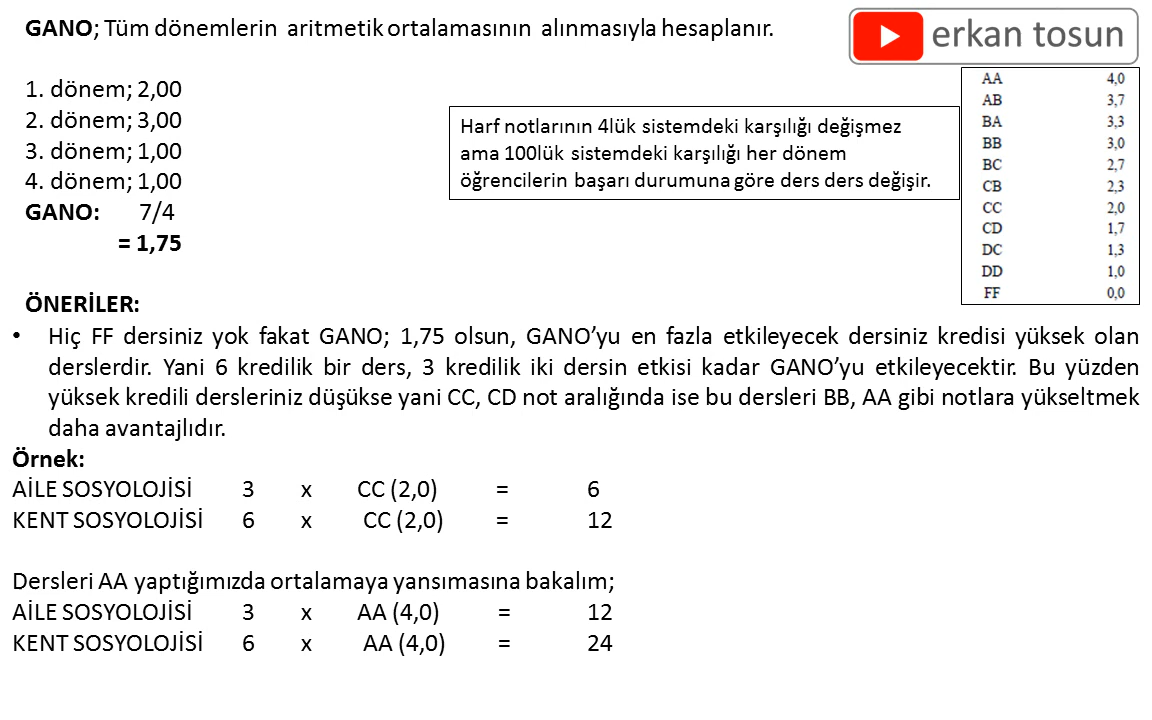 GANO; Tüm dönemlerin aritmetik ortalamasının alınmasıyla hesaplanır.
erkan tosun
1. dönem; 2,00
2. dönem; 3,00
3. dönem; 1,00
4. dönem; 1,00
GANO: 7/4
= 1,75
Harf notlarının 4lük sistemdeki karşılığı değişmez
ama 100lük sistemdeki karşılığı her dönem
öğrencilerin başarı durumuna göre ders ders değişir.
AA 4,0
AB 3,7
BA 3,3
BB 3,0
BC 2,7
CB 2,3
CC 2,0
CD 1,7
DC 1,3
DD 1,0
FF 0,0
ÖNERİLER:
• Hiç FF dersiniz yok fakat GANO; 1,75 olsun, GANO’yu en fazla etkileyecek dersiniz kredisi yüksek olan
derslerdir. Yani 6 kredilik bir ders, 3 kredilik iki dersin etkisi kadar GANO’yu etkileyecektir. Bu yüzden
yüksek kredili dersleriniz düşükse yani CC, CD not aralığında ise bu dersleri BB, AA gibi notlara yükseltmek
daha avantajlıdır.
Örnek:
AİLE SOSYOLOJİSİ 3 x CC (2,0) = 6
KENT SOSYOLOJİSİ 6 x CC (2,0) = 12
Dersleri AA yaptığımızda ortalamaya yansımasına bakalım;
AİLE SOSYOLOJİSİ 3 x AA (4,0) = 12
KENT SOSYOLOJİSİ 6 x AA (4,0) = 24